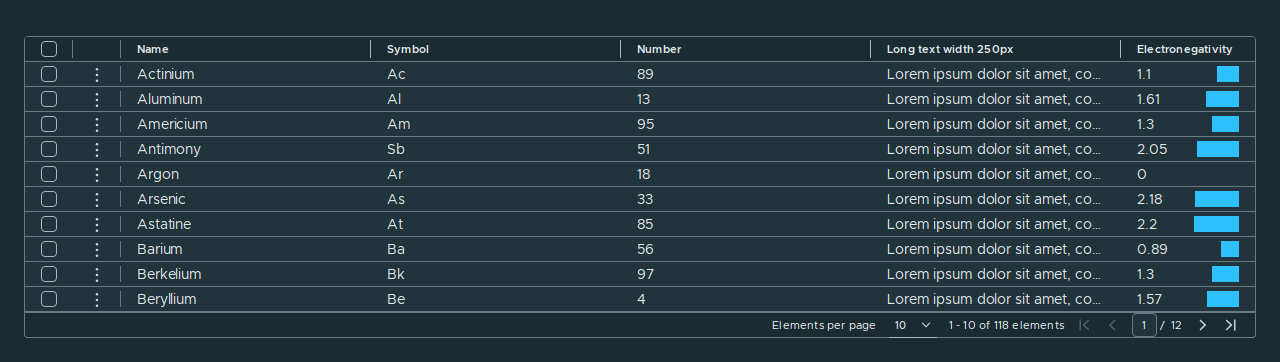 Name Symbol Number Long text width 250px Electronegativity
Actinium Ac 89 Lorem ipsum dolor sit amet, co... 1.1
Aluminum Al 13 Lorem ipsum dolor sit amet, co... 1.61
Americium Am 95 Lorem ipsum dolor sit amet, co... 1.3
Antimony Sb 51 Lorem ipsum dolor sit amet, co... 2.05
Argon Ar 18 Lorem ipsum dolor sit amet, co... 0
Arsenic As 33 Lorem ipsum dolor sit amet, co... 2.18
Astatine At 85 Lorem ipsum dolor sit amet, co... 2.2
Barium Ba 56 Lorem ipsum dolor sit amet, co... 0.89
Berkelium Bk 97 Lorem ipsum dolor sit amet, co... 1.3
Beryllium Be 4 Lorem ipsum dolor sit amet, co... 1.57
Elements per page 10 1 - 10 of 118 elements 1 / 12